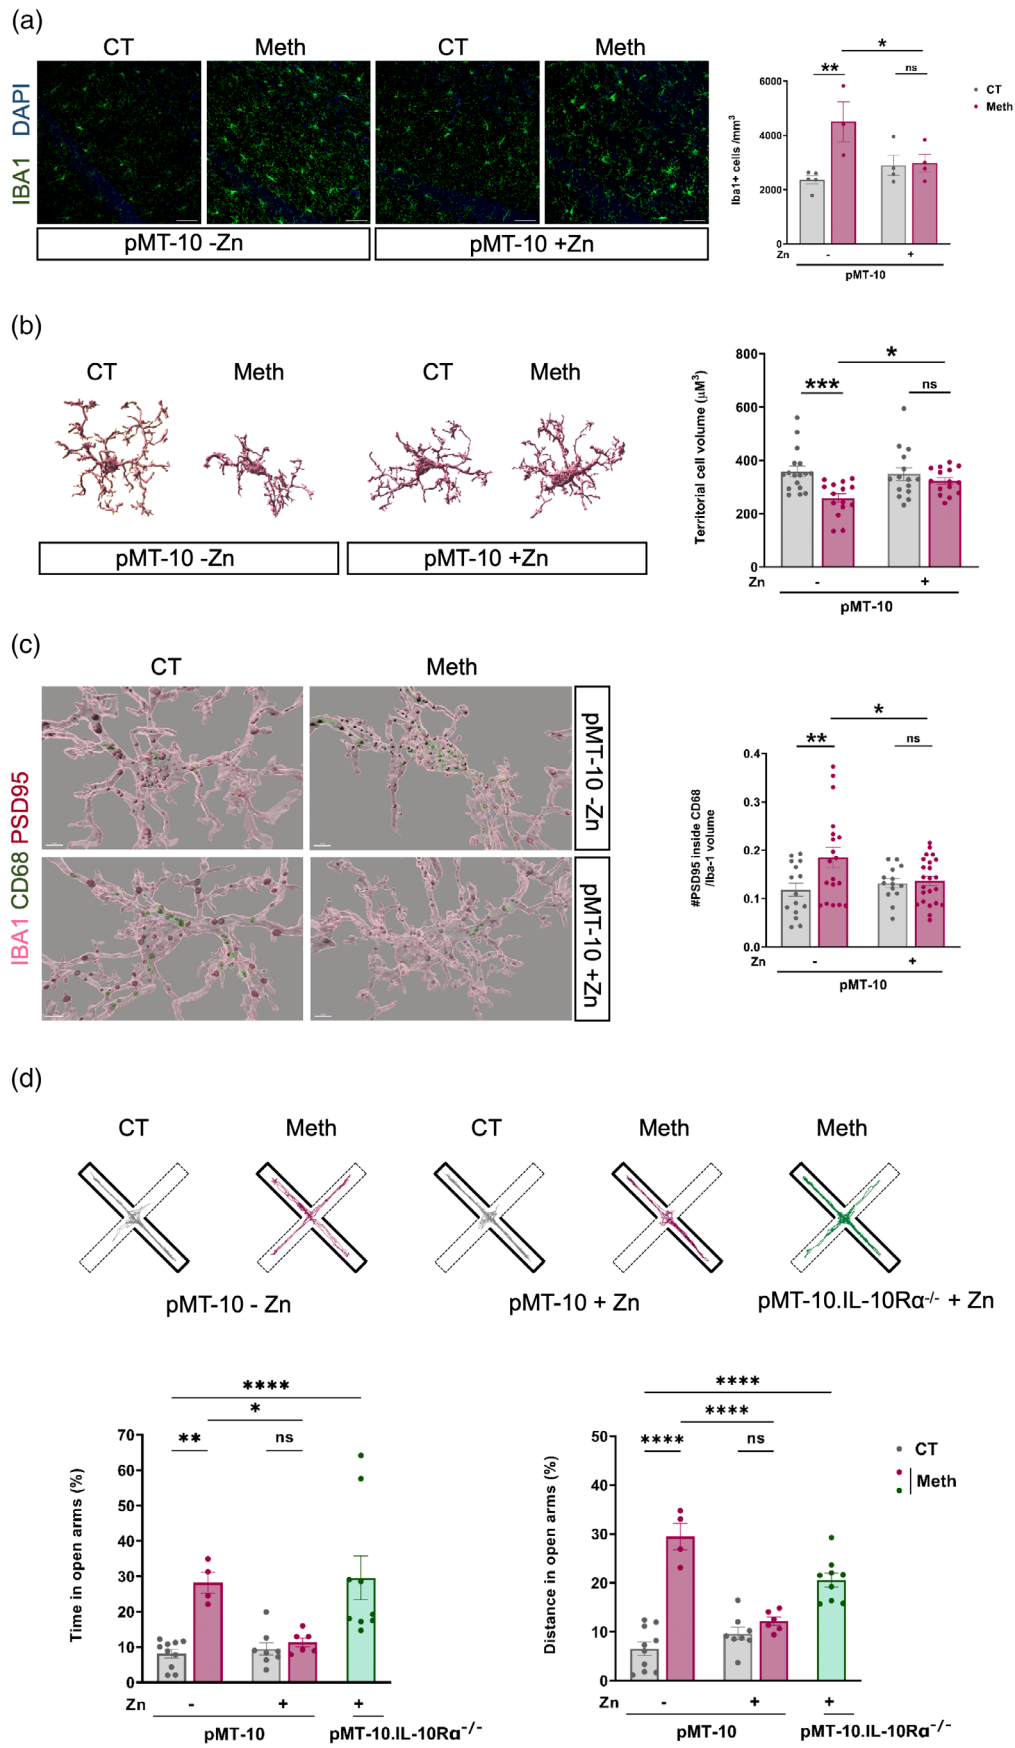 (a)
CT Meth CT Meth
IBA1 DAPI
pMT-10 -Zn pMT-10 +Zn
* ** ns
CT
Meth
Iba1+ cells /mm³
6000
4000
2000
0
Zn - +
pMT-10
(b)
CT Meth CT Meth
pMT-10 -Zn pMT-10 +Zn
* *** ns
Territorial cell volume (μM³)
800
600
400
200
0
Zn - +
pMT-10
(c)
CT Meth
IBA1 CD68 PSD95
pMT-10 -Zn
pMT-10 +Zn
* ** ns
#PSD95 inside CD68
/Iba-1 volume
0.4
0.3
0.2
0.1
0.0
Zn - +
pMT-10
(d)
CT Meth CT Meth Meth
pMT-10 - Zn pMT-10 + Zn pMT-10.IL-10Rα⁻/⁻ + Zn
****
*
** ns
Time in open arms (%)
70
60
50
40
30
20
10
0
Zn - + +
pMT-10 pMT-10.IL-10Rα⁻/⁻
****
****
**** ns
CT
Meth
Distance in open arms (%)
50
40
30
20
10
0
Zn - + +
pMT-10 pMT-10.IL-10Rα⁻/⁻